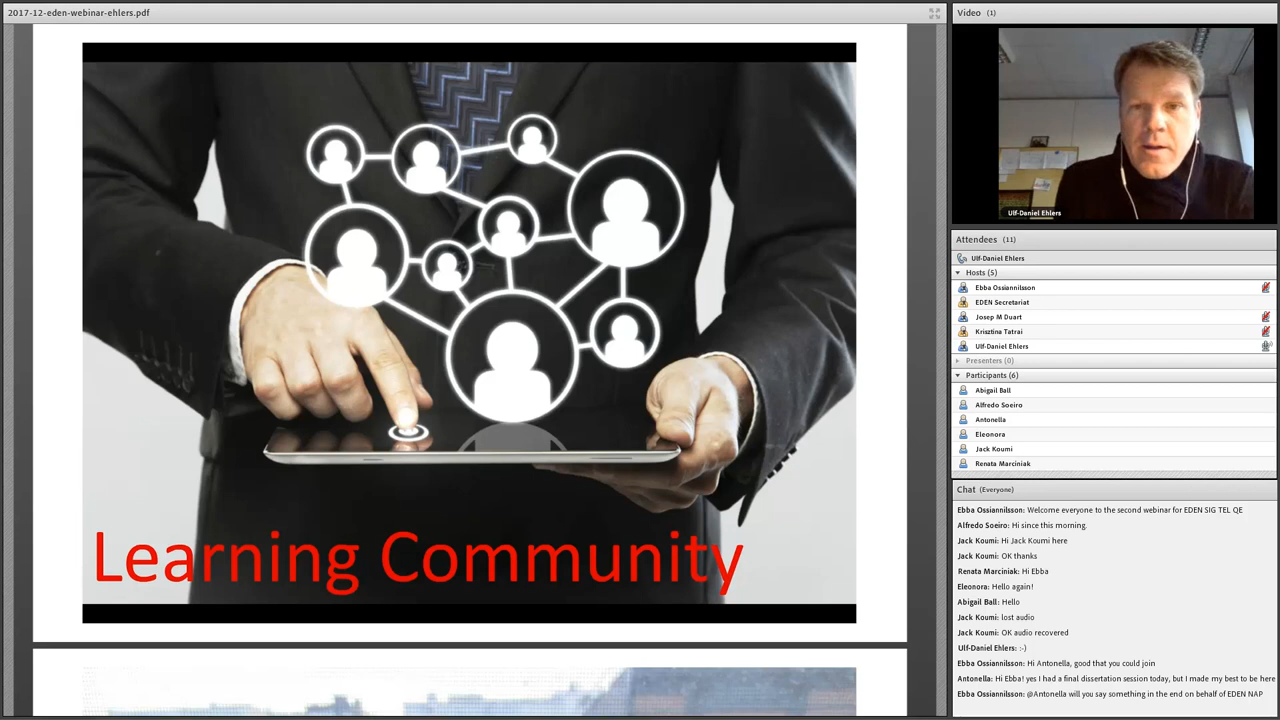 2017-12-eden-webinar-ehlers.pdf
Learning Community
Video (1)
Ulf-Daniel Ehlers
Attendees (11)
Ulf-Daniel Ehlers
Hosts (5)
Ebba Ossiannilsson
EDEN Secretariat
Josep M Duart
Krisztina Tatrai
Ulf-Daniel Ehlers
Presenters (0)
Participants (6)
Abigail Ball
Alfredo Soeiro
Antonella
Eleonora
Jack Koumi
Renata Marciniak
Chat (Everyone)
Ebba Ossiannilsson: Welcome everyone to the second webinar for EDEN SIG TEL QE
Alfredo Soeiro: Hi since this morning.
Jack Koumi: Hi Jack Koumi here
Jack Koumi: OK thanks
Renata Marciniak: Hi Ebba
Eleonora: Hello again!
Abigail Ball: Hello
Jack Koumi: lost audio
Jack Koumi: OK audio recovered
Ulf-Daniel Ehlers: :-)
Ebba Ossiannilsson: Hi Antonella, good that you could join
Antonella: Hi Ebba! yes I had a final dissertation session today, but I made my best to be here
Ebba Ossiannilsson: @Antonella will you say something in the end on behalf of EDEN NAP